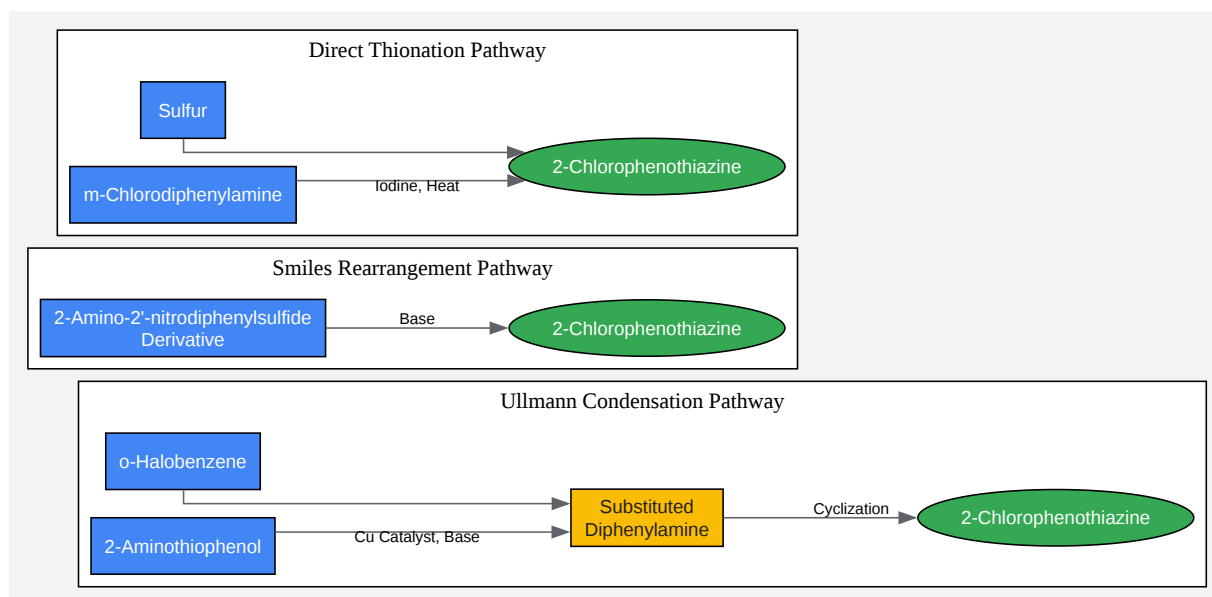 Direct Thionation Pathway
Sulfur
m-Chlorodiphenylamine
Iodine, Heat
2-Chlorophenothiazine
Smiles Rearrangement Pathway
2-Amino-2'-nitrodiphenylsulfide
Derivative
Base
2-Chlorophenothiazine
Ullmann Condensation Pathway
o-Halobenzene
2-Aminothiophenol
Cu Catalyst, Base
Substituted
Diphenylamine
Cyclization
2-Chlorophenothiazine